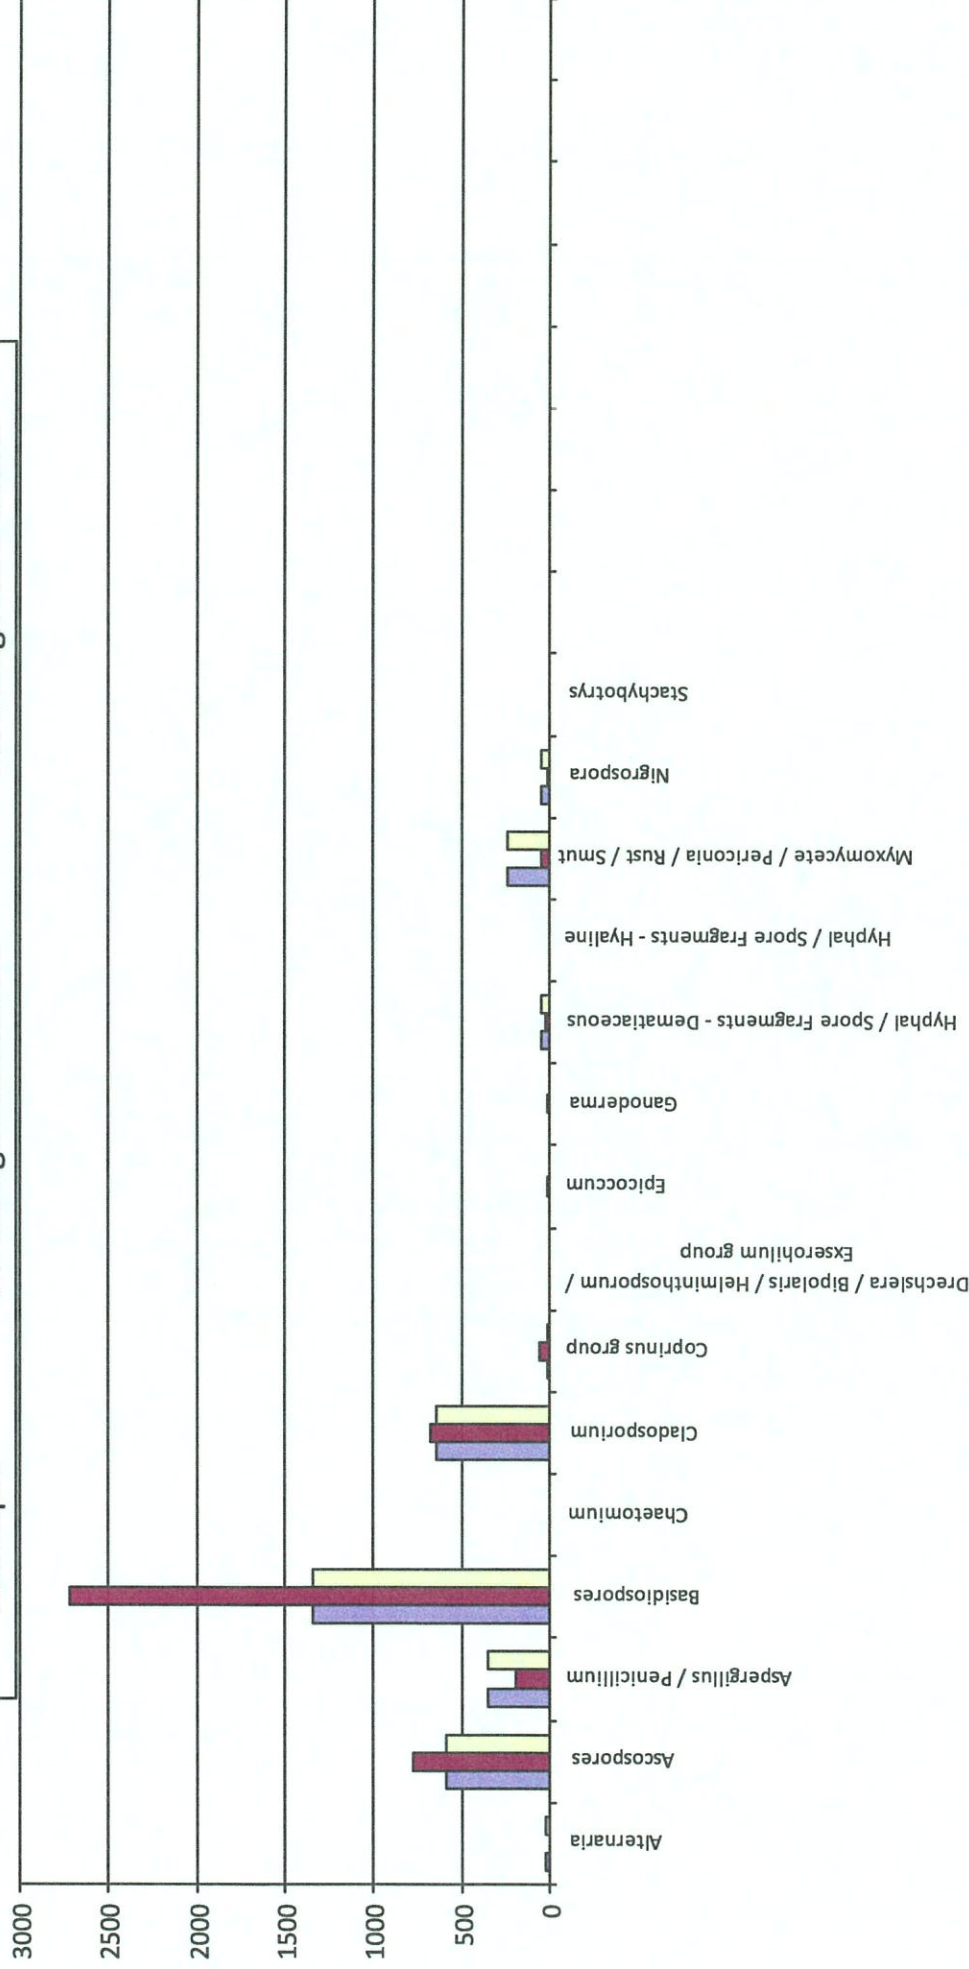 3000
2500
2000
1500
1000
500
0
Alternaria
Ascospores
Aspergillus / Penicillium
Basidiospores
Chaetomium
Cladosporium
Coprinus group
Drechslera / Bipolaris / Helminthosporum /
Exserohilum group
Epicoccum
Ganoderma
Hyphal / Spore Fragments - Dematiaceous
Hyphal / Spore Fragments - Hyaline
Myxomycete / Periconia / Rust / Smut
Nigrospora
Stachybotrys